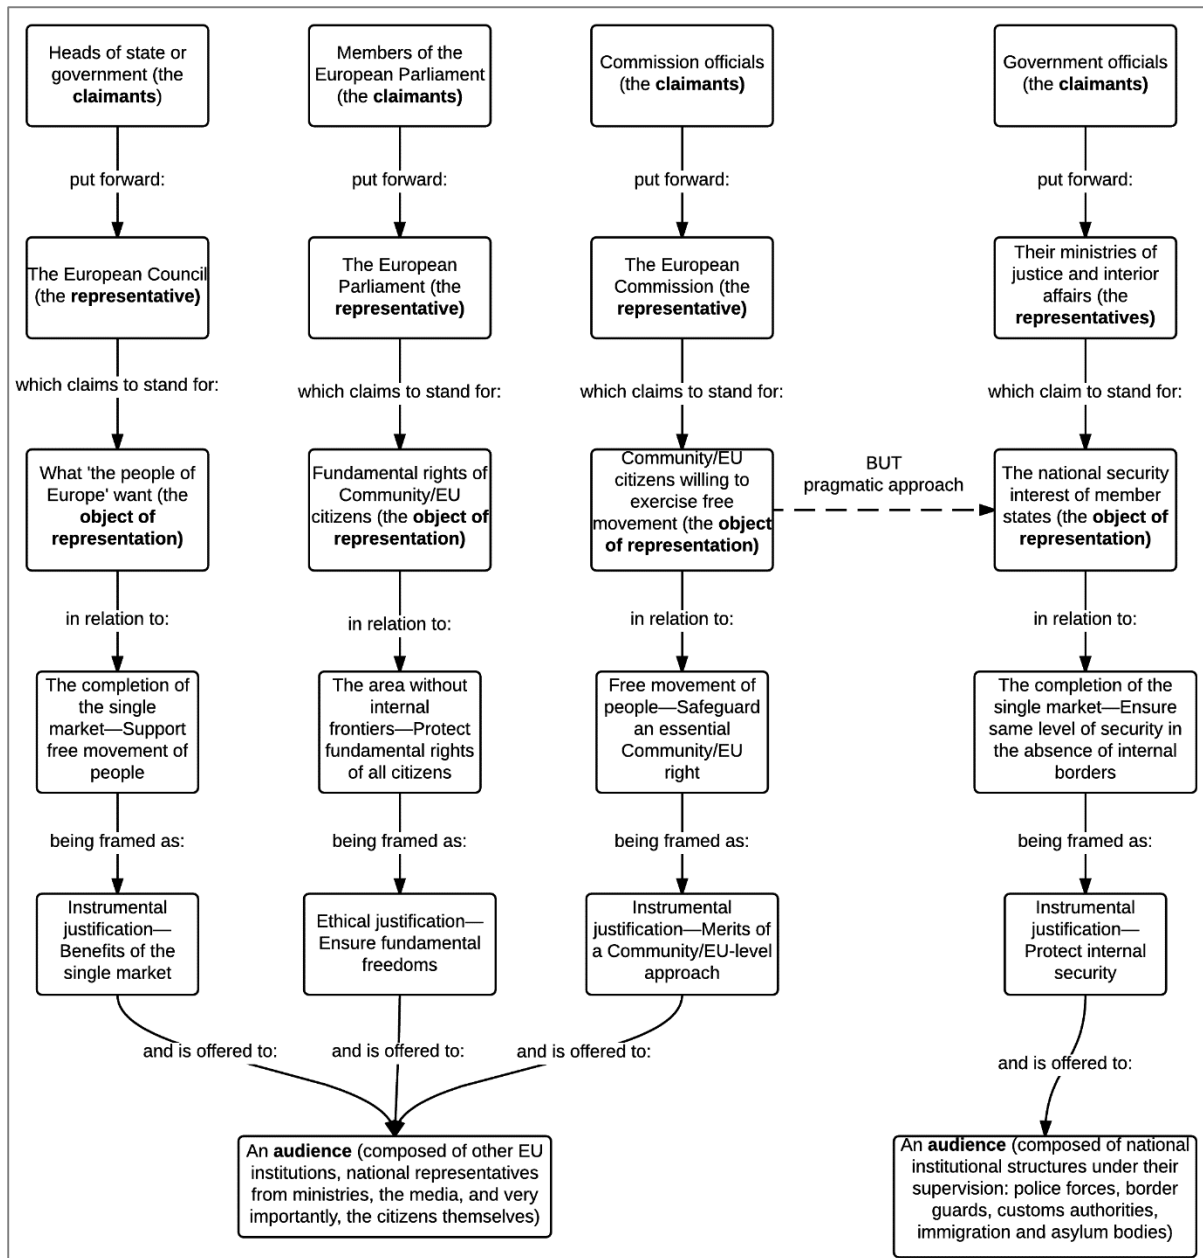 Heads of state or
government (the
claimants)
Members of the
European Parliament
(the claimants)
Commission officials
(the claimants)
Government officials
(the claimants)
put forward:
put forward:
put forward:
put forward:
The European Council
(the representative)
The European
Parliament (the
representative)
The European
Commission (the
representative)
Their ministries of
justice and interior
affairs (the
representatives)
which claims to stand for:
which claims to stand for:
which claims to stand for:
which claim to stand for:
What 'the people of
Europe' want (the
object of
representation)
Fundamental rights of
Community/EU
citizens (the object of
representation)
Community/EU
citizens willing to
exercise free
movement (the object
of representation)
BUT
pragmatic approach
The national security
interest of member
states (the object of
representation)
in relation to:
in relation to:
in relation to:
in relation to:
The completion of
the single
market—Support
free movement of
people
The area without
internal
frontiers—Protect
fundamental rights
of all citizens
Free movement of
people—Safeguard
an essential
Community/EU
right
The completion of the
single market—Ensure
same level of security in
the absence of internal
borders
being framed as:
being framed as:
being framed as:
being framed as:
Instrumental
justification—
Benefits of the
single market
Ethical justification—
Ensure fundamental
freedoms
Instrumental
justification—Merits of
a Community/EU-level
approach
Instrumental
justification—
Protect internal
security
and is offered to:
and is offered to:
and is offered to:
and is offered to:
An audience (composed of other EU
institutions, national representatives
from ministries, the media, and very
importantly, the citizens themselves)
An audience (composed of national
institutional structures under their
supervision: police forces, border
guards, customs authorities,
immigration and asylum bodies)